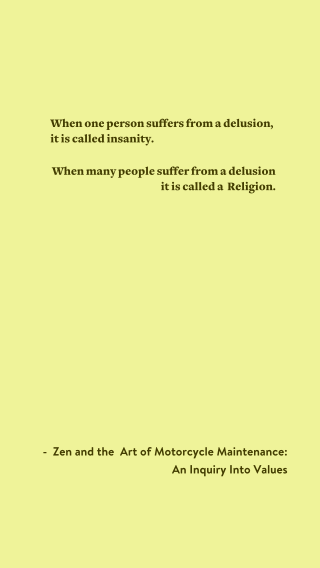 When one person suffers from a delusion,
it is called insanity.
When many people suffer from a delusion
it is called a Religion.
- Zen and the Art of Motorcycle Maintenance:
An Inquiry Into Values